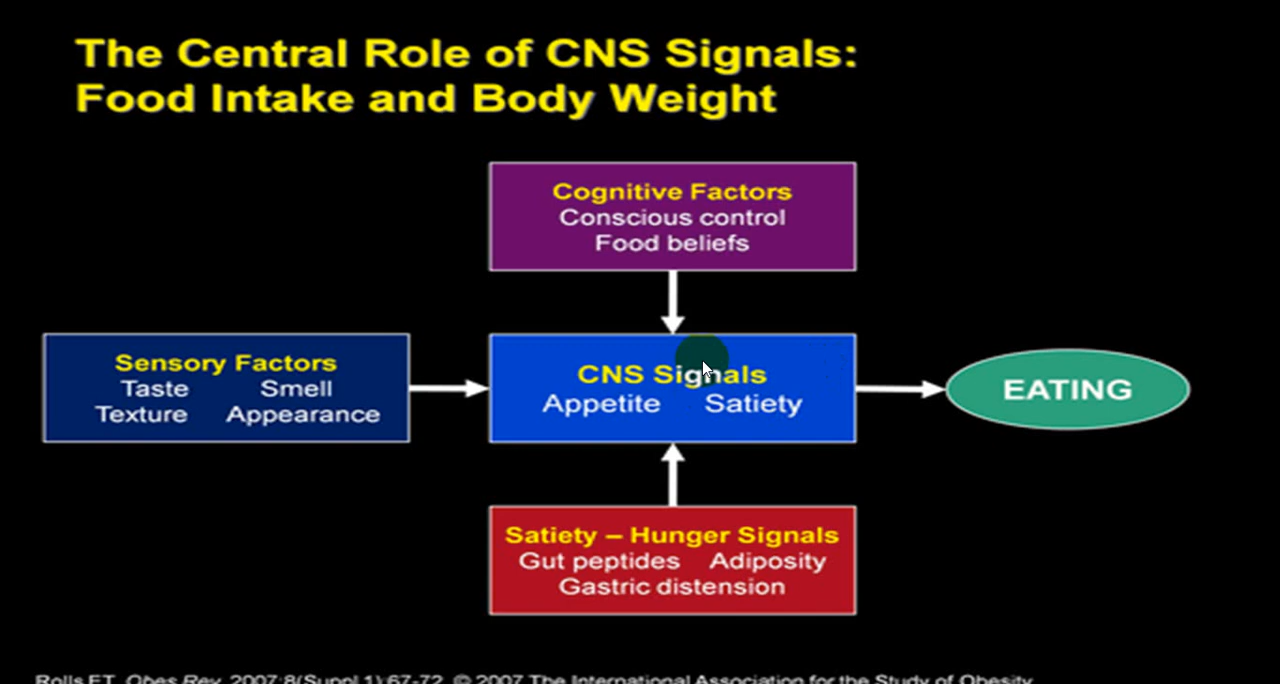 The Central Role of CNS Signals:
Food Intake and Body Weight
Cognitive Factors
Conscious control
Food beliefs
Sensory Factors
Taste Smell
Texture Appearance
CNS Signals
Appetite Satiety
EATING
Satiety – Hunger Signals
Gut peptides Adiposity
Gastric distension
Rolls ET. Obes Rev. 2007;8(Suppl 1):67-72. © 2007 The International Association for the Study of Obesity